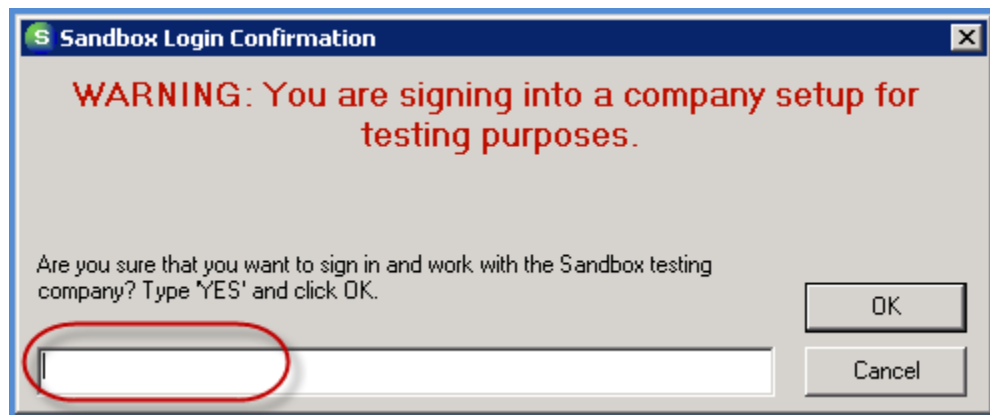 S Sandbox Login Confirmation
WARNING: You are signing into a company setup for
testing purposes.
Are you sure that you want to sign in and work with the Sandbox testing
company? Type 'YES' and click OK.
OK
Cancel